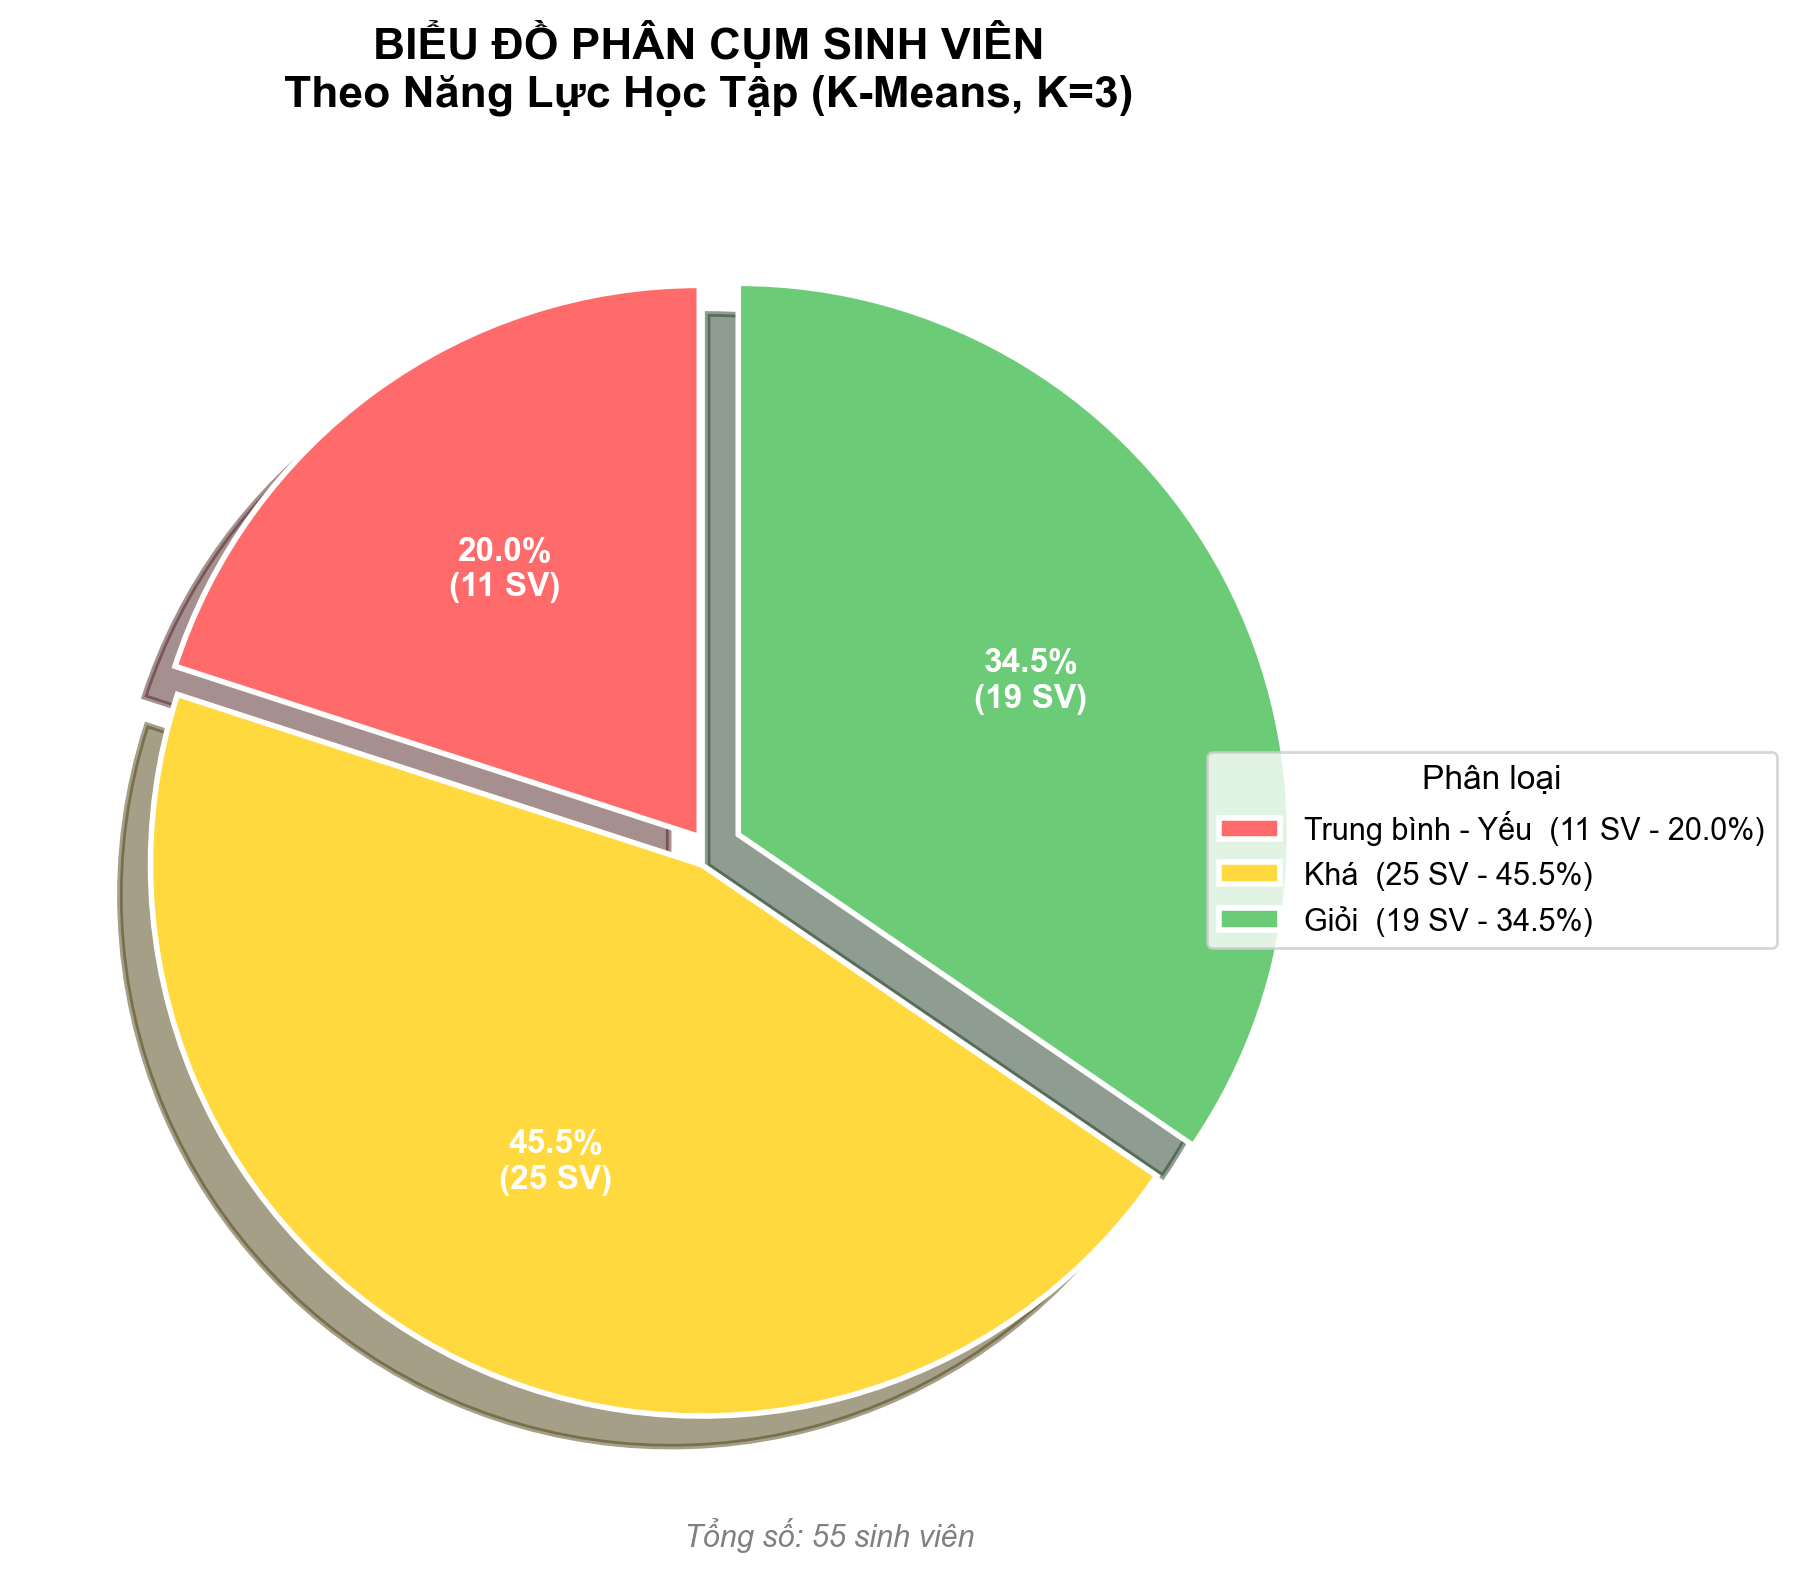 BIỂU ĐỒ PHÂN CỤM SINH VIÊN
Theo Năng Lực Học Tập (K-Means, K=3)
20.0%
(11 SV)
34.5%
(19 SV)
Phân loại
Trung bình - Yếu  (11 SV - 20.0%)
Khá  (25 SV - 45.5%)
Giỏi  (19 SV - 34.5%)
45.5%
(25 SV)
Tổng số: 55 sinh viên